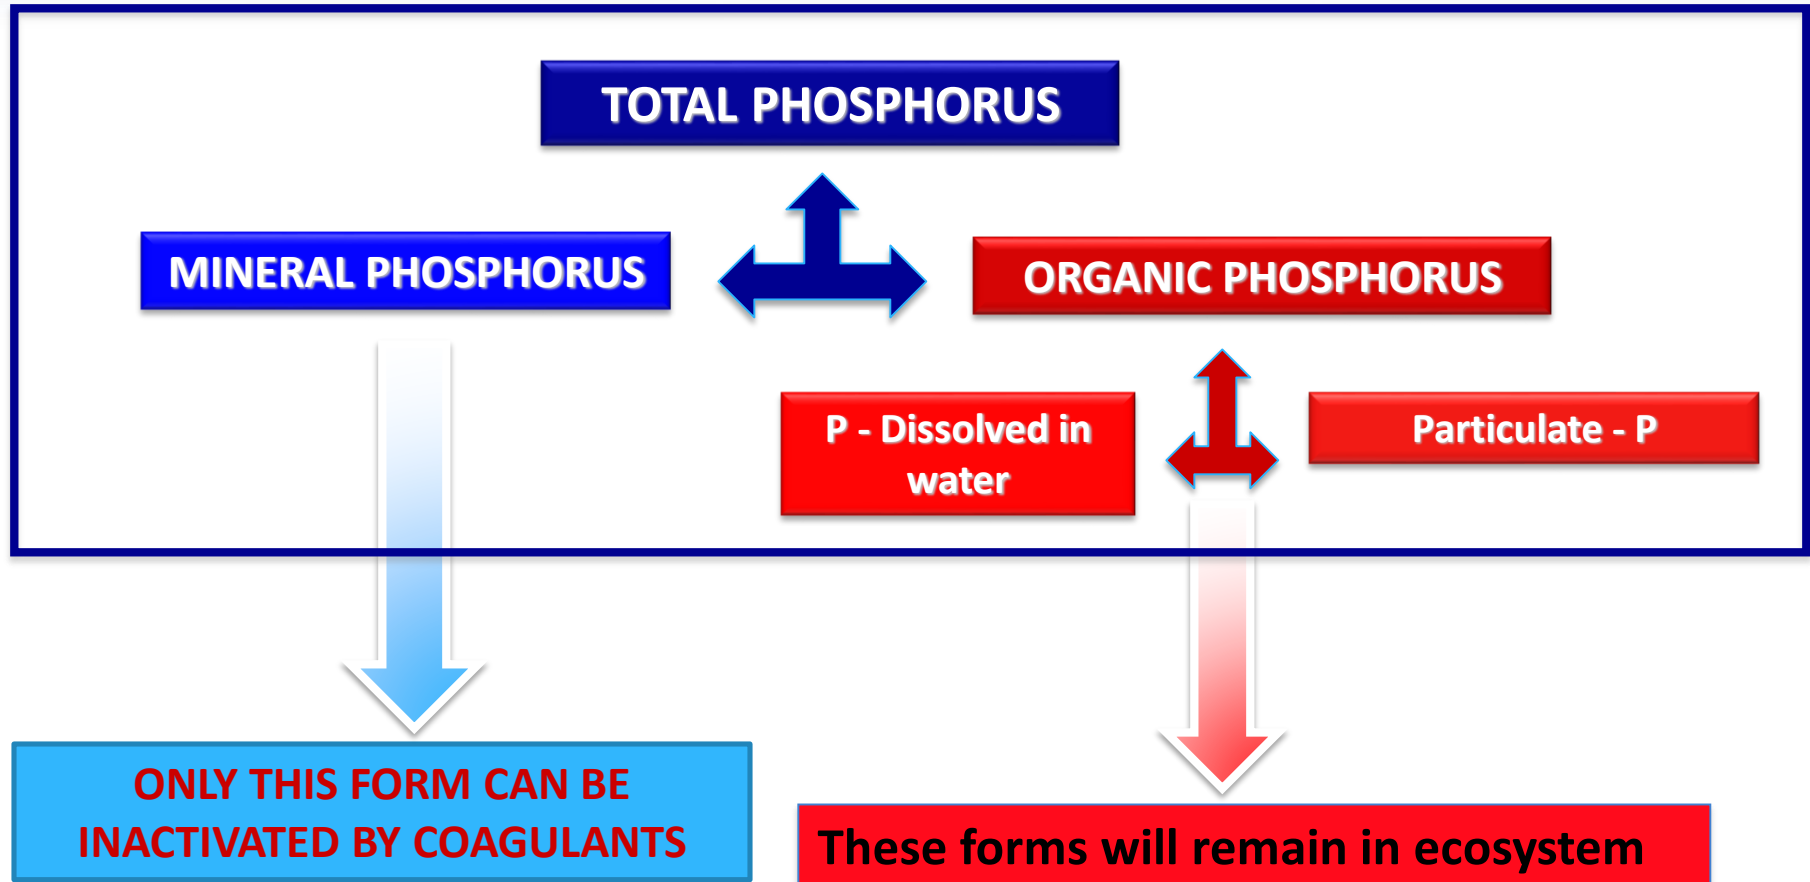 TOTAL PHOSPHORUS
MINERAL PHOSPHORUS
ORGANIC PHOSPHORUS
P - Dissolved in
water
Particulate - P
ONLY THIS FORM CAN BE
INACTIVATED BY COAGULANTS
These forms will remain in ecosystem